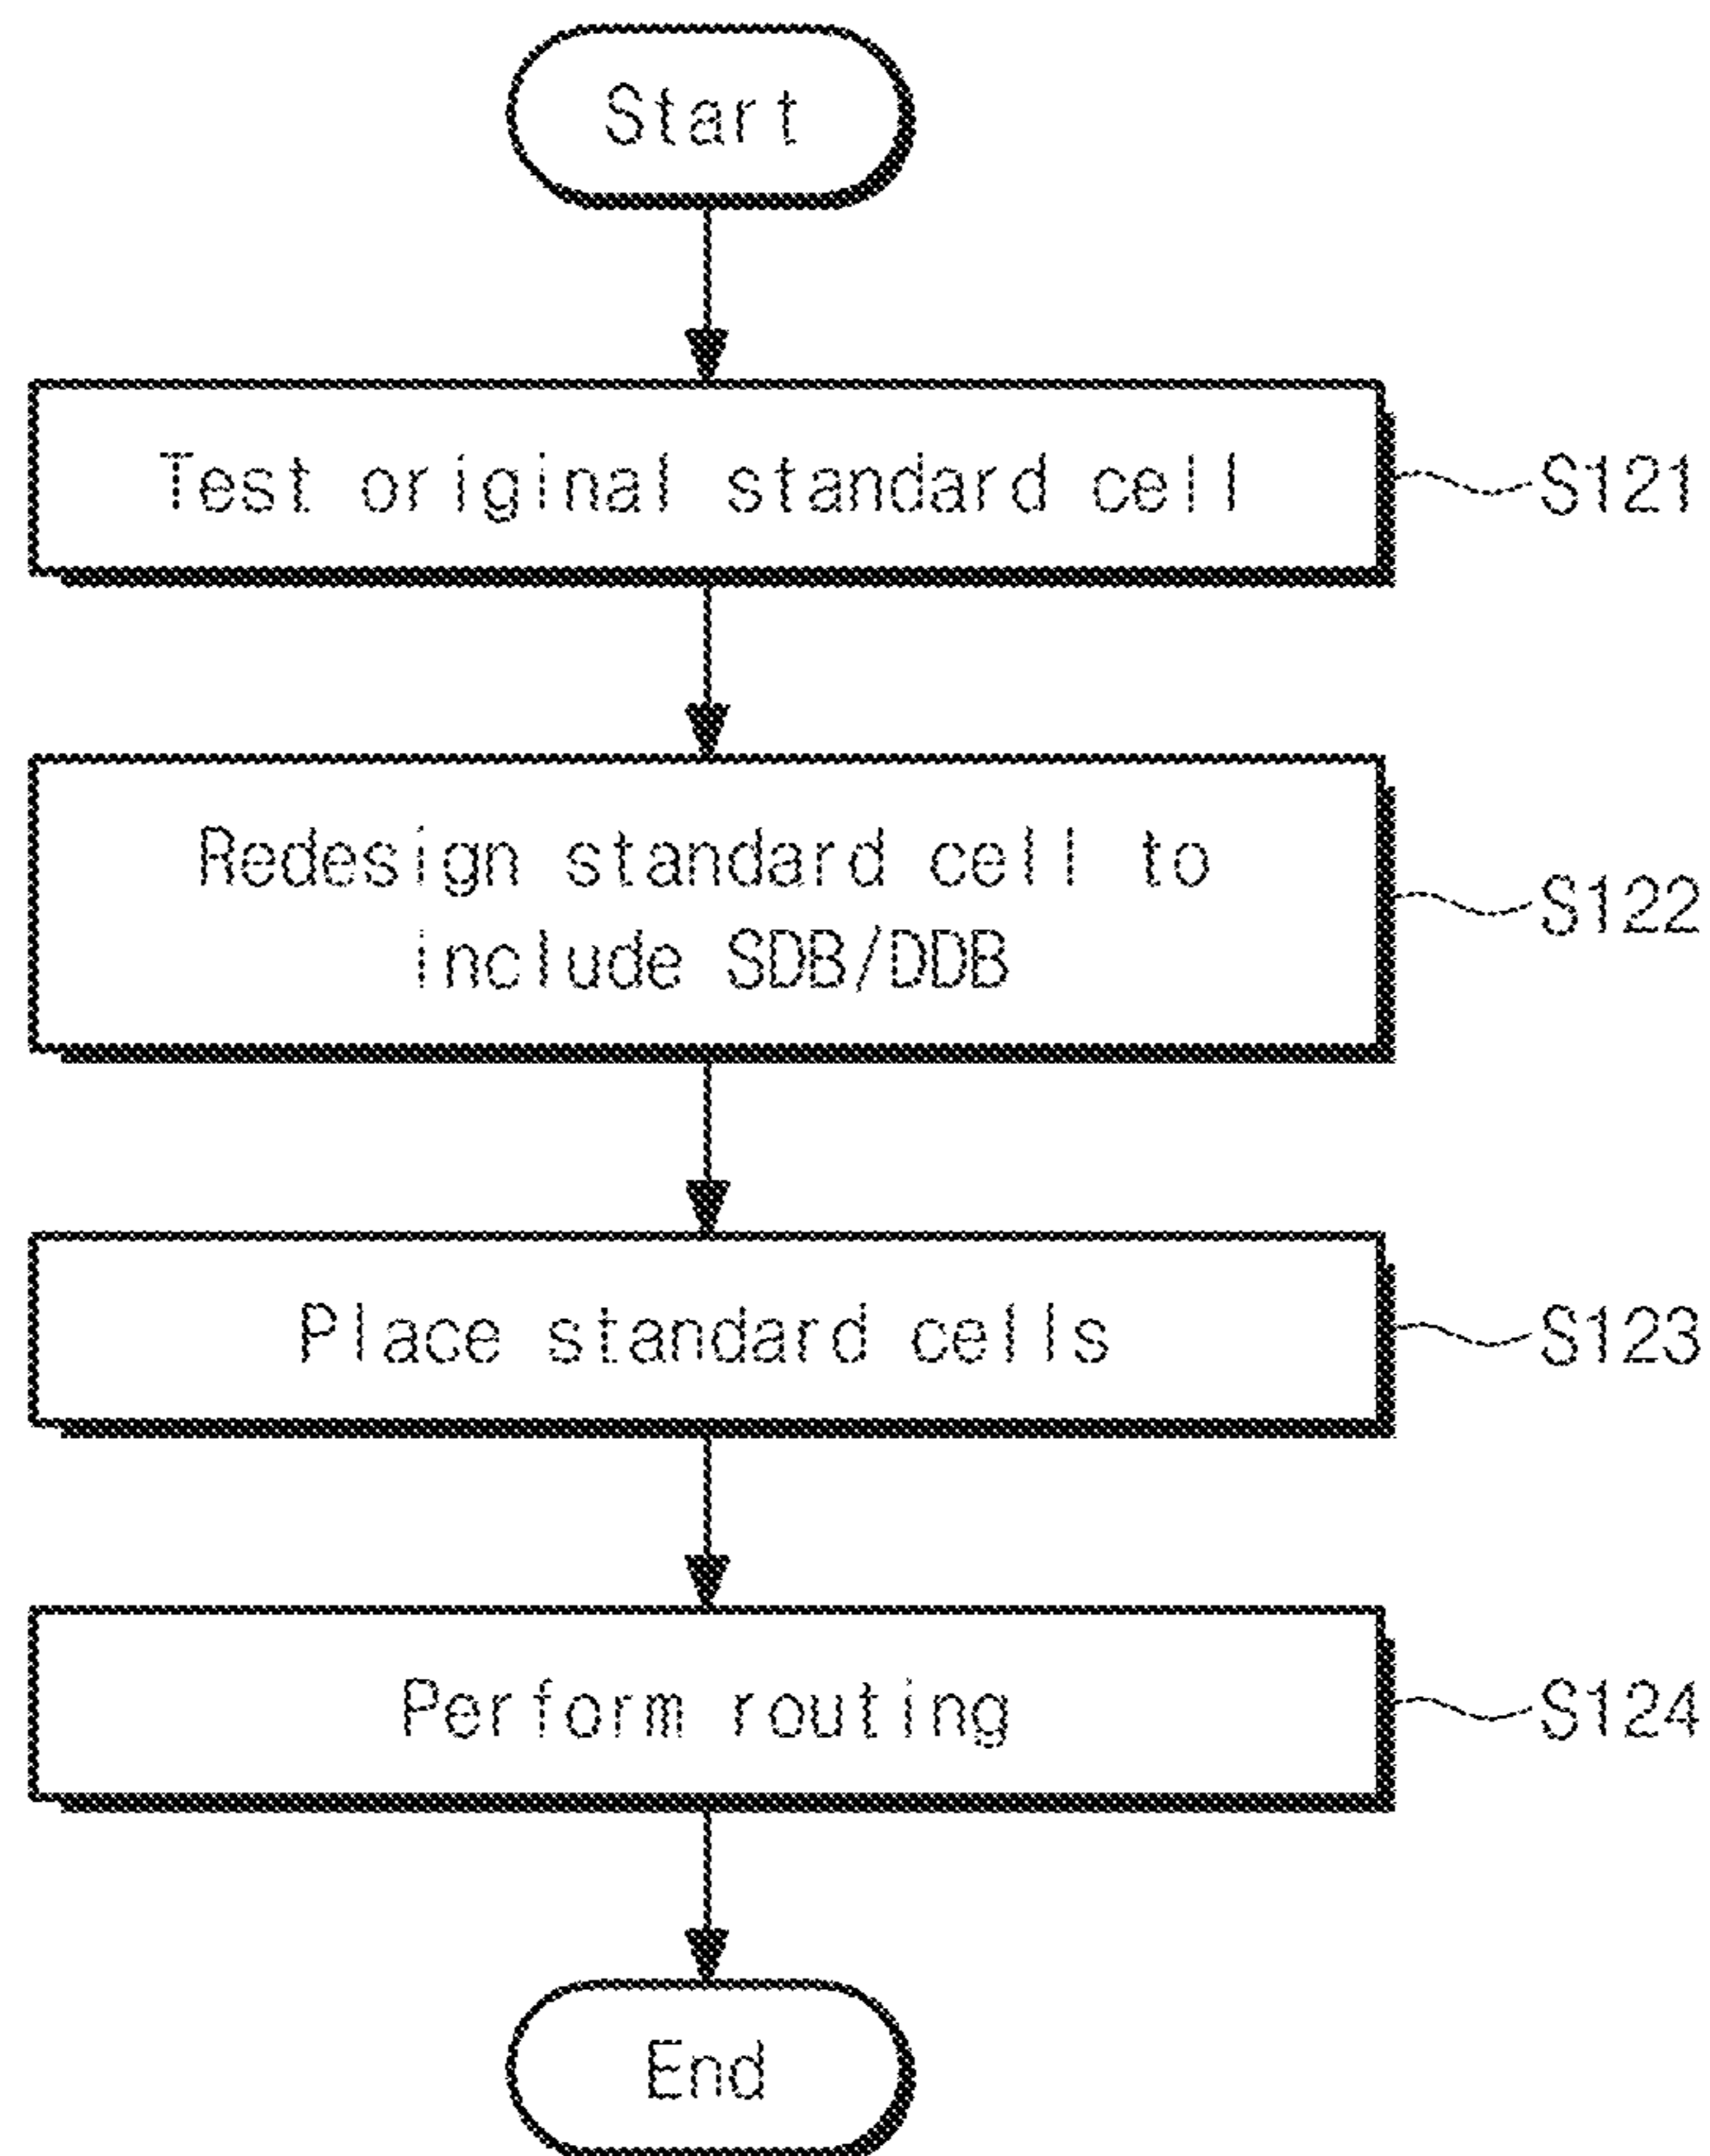 Start
Test original standard cell
S121
Redesign standard cell to
include SDB/DDB
S122
Place standard cells
S123
Perform routing
S124
End